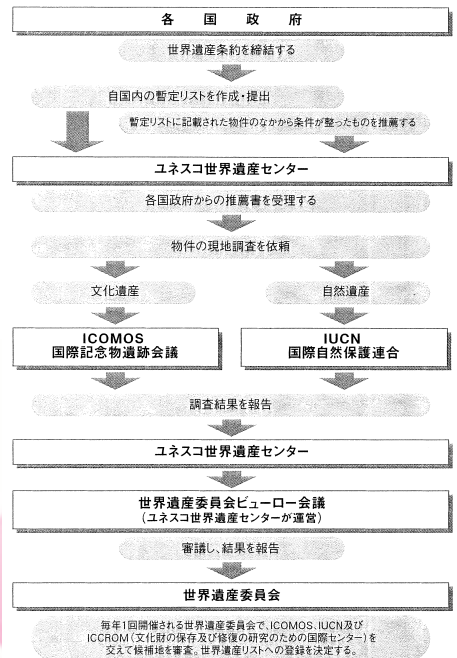 各国政府
世界遺産条約を締結する
自国内の暫定リストを作成・提出
暫定リストに記載された物件のなかから条件が整ったものを推薦する
ユネスコ世界遺産センター
各国政府からの推薦書を受理する
物件の現地調査を依頼
文化遺産
自然遺産
ICOMOS
国際記念物遺跡会議
IUCN
国際自然保護連合
調査結果を報告
ユネスコ世界遺産センター
世界遺産委員会ビューロー会議
(ユネスコ世界遺産センターが運営)
審議し、結果を報告
世界遺産委員会
毎年1回開催される世界遺産委員会で、ICOMOS、IUCN及び
ICCROM(文化財の保存及び修復の研究のための国際センター)を
交えて候補地を審査。世界遺産リストへの登録を決定する。